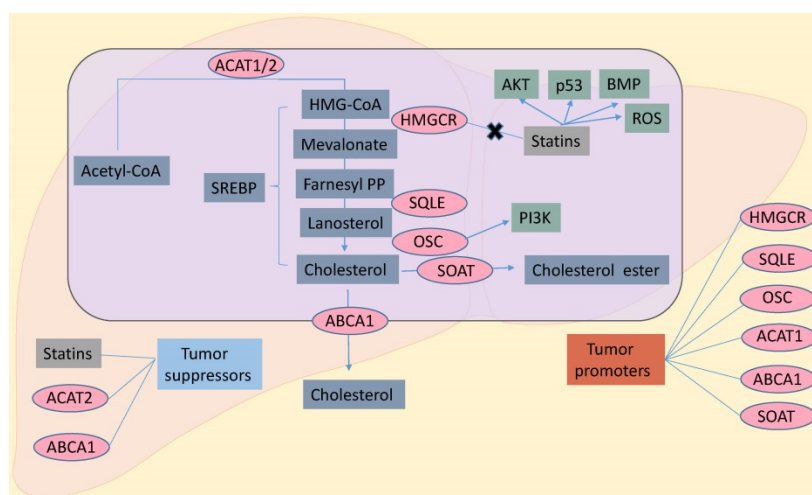 ACAT1/2
AKT
p53
BMP
HMG-CoA
HMGCR
ROS
Statins
Mevalonate
Acetyl-CoA
SREBP
Farnesyl PP
SQLE
Lanosterol
PI3K
OSC
Cholesterol
SOAT
Cholesterol ester
ABCA1
Cholesterol
Statins
ACAT2
ABCA1
Tumor
suppressors
Tumor
promoters
HMGCR
SQLE
OSC
ACAT1
ABCA1
SOAT